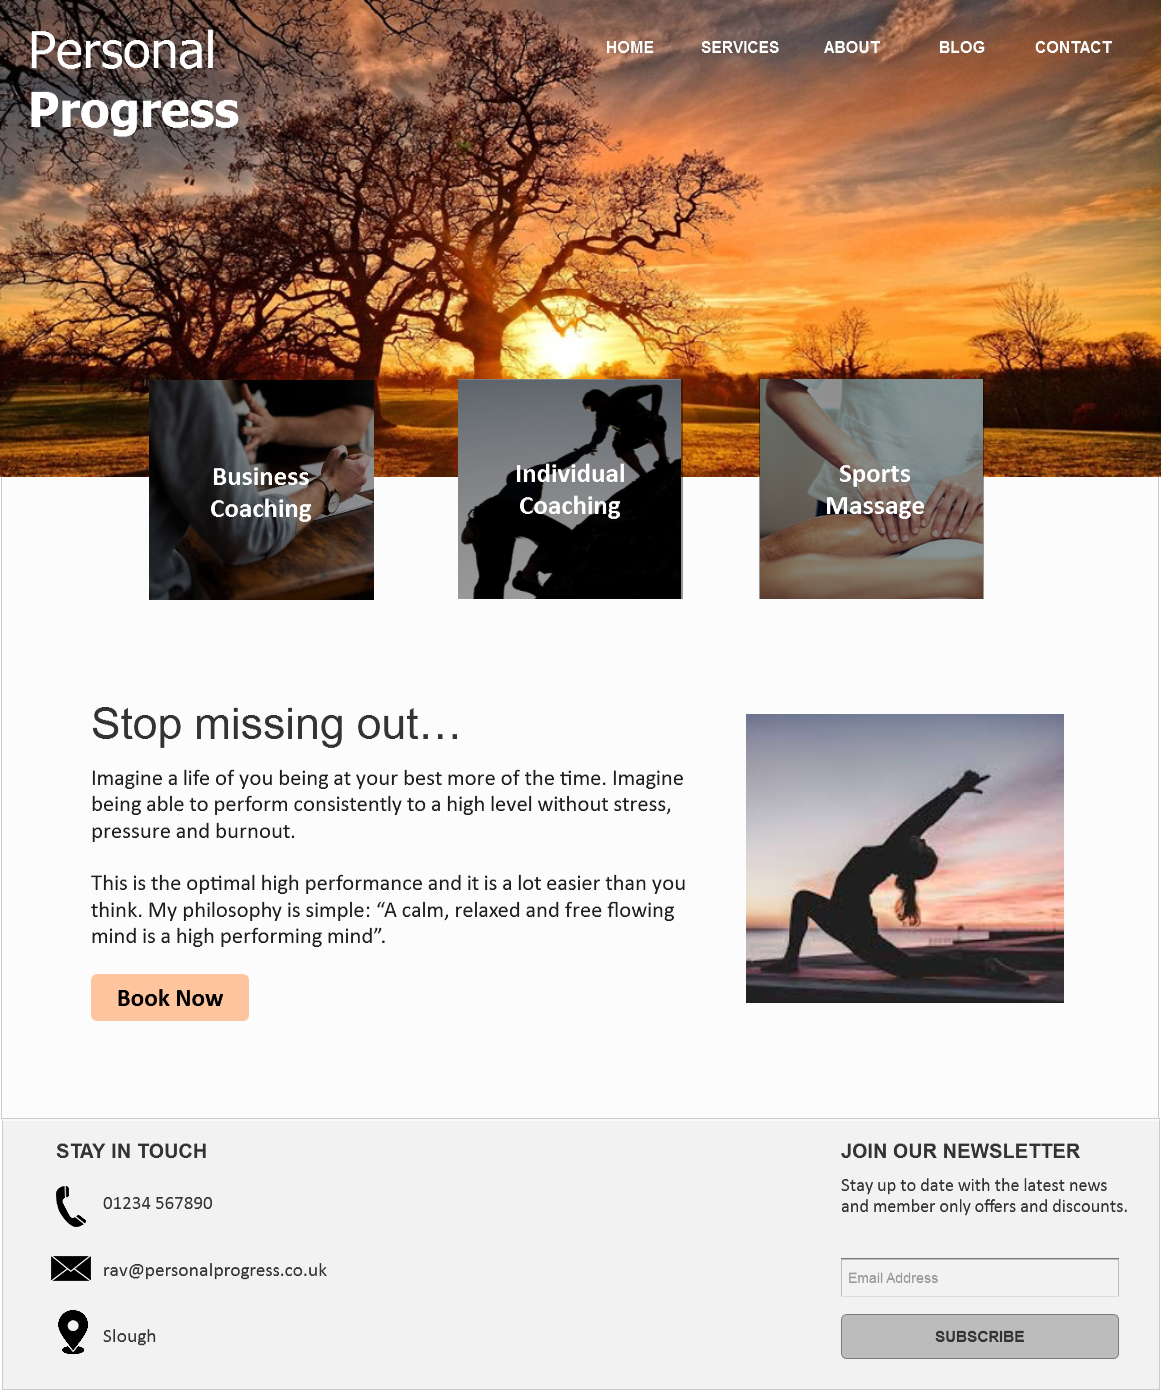 Personal
Progress
HOME SERVICES ABOUT BLOG CONTACT
Business
Coaching
Individual
Coaching
Sports
Massage
Stop missing out…
Imagine a life of you being at your best more of the time. Imagine
being able to perform consistently to a high level without stress,
pressure and burnout.
This is the optimal high performance and it is a lot easier than you
think. My philosophy is simple: “A calm, relaxed and free flowing
mind is a high performing mind”.
Book Now
STAY IN TOUCH
01234 567890
rav@personalprogress.co.uk
Slough
JOIN OUR NEWSLETTER
Stay up to date with the latest news
and member only offers and discounts.
Email Address
SUBSCRIBE